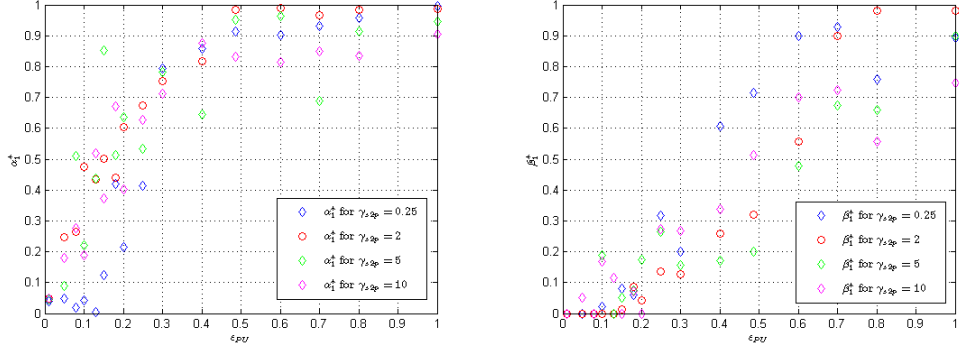 1
0.9
0.8
0.7
0.6
0.5
0.4
0.3
0.2
0.1
0
α₁*
0 0.1 0.2 0.3 0.4 0.5 0.6 0.7 0.8 0.9 1
ε_PU
α₁* for γ_s2p = 0.25
α₁* for γ_s2p = 2
α₁* for γ_s2p = 5
α₁* for γ_s2p = 10
1
0.9
0.8
0.7
0.6
0.5
0.4
0.3
0.2
0.1
0
β₁*
0 0.1 0.2 0.3 0.4 0.5 0.6 0.7 0.8 0.9 1
ε_PU
β₁* for γ_s2p = 0.25
β₁* for γ_s2p = 2
β₁* for γ_s2p = 5
β₁* for γ_s2p = 10